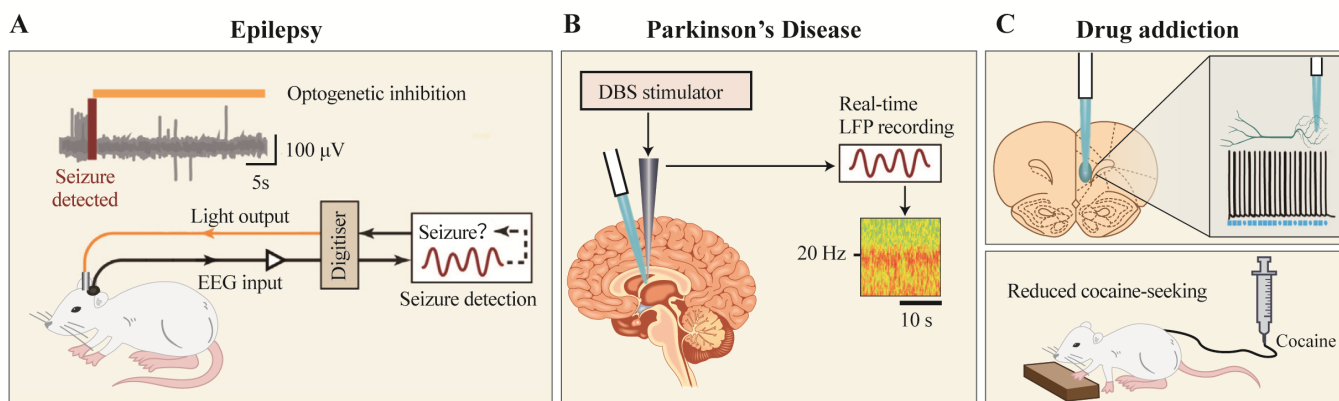 A
Epilepsy
Optogenetic inhibition
100 µV
5s
Seizure
detected
Light output
EEG input
Digitiser
Seizure?
Seizure detection
B
Parkinson’s Disease
DBS stimulator
Real-time
LFP recording
20 Hz
10 s
C
Drug addiction
Reduced cocaine-seeking
Cocaine